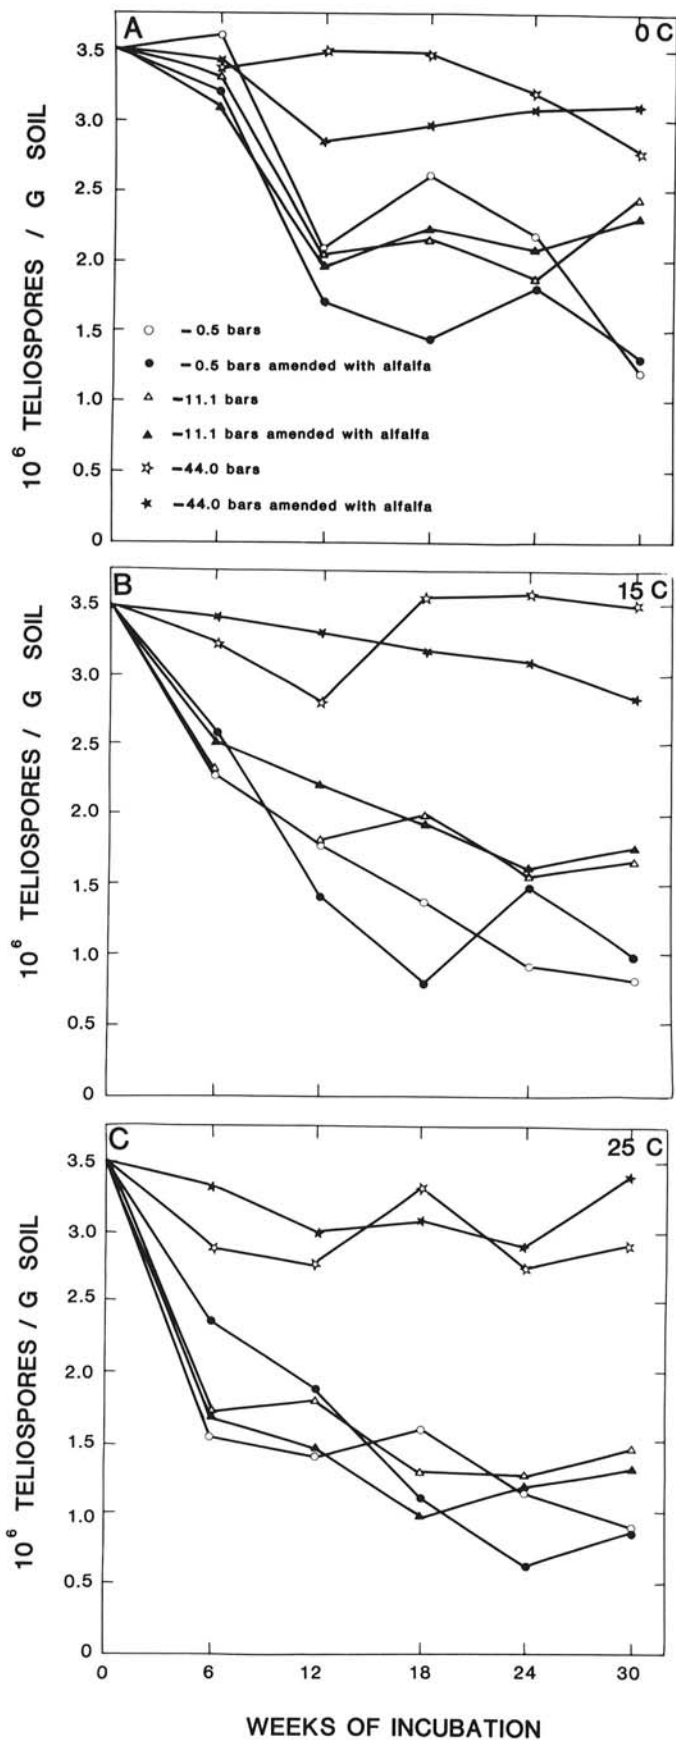 A 0 C
3.5
3.0
2.5
2.0
1.5
1.0
0.5
0
10⁶ TELIOSPORES / G SOIL
−0.5 bars
−0.5 bars amended with alfalfa
−11.1 bars
−11.1 bars amended with alfalfa
−44.0 bars
−44.0 bars amended with alfalfa
B 15 C
3.5
3.0
2.5
2.0
1.5
1.0
0.5
0
10⁶ TELIOSPORES / G SOIL
C 25 C
3.5
3.0
2.5
2.0
1.5
1.0
0.5
0
10⁶ TELIOSPORES / G SOIL
0 6 12 18 24 30
WEEKS OF INCUBATION